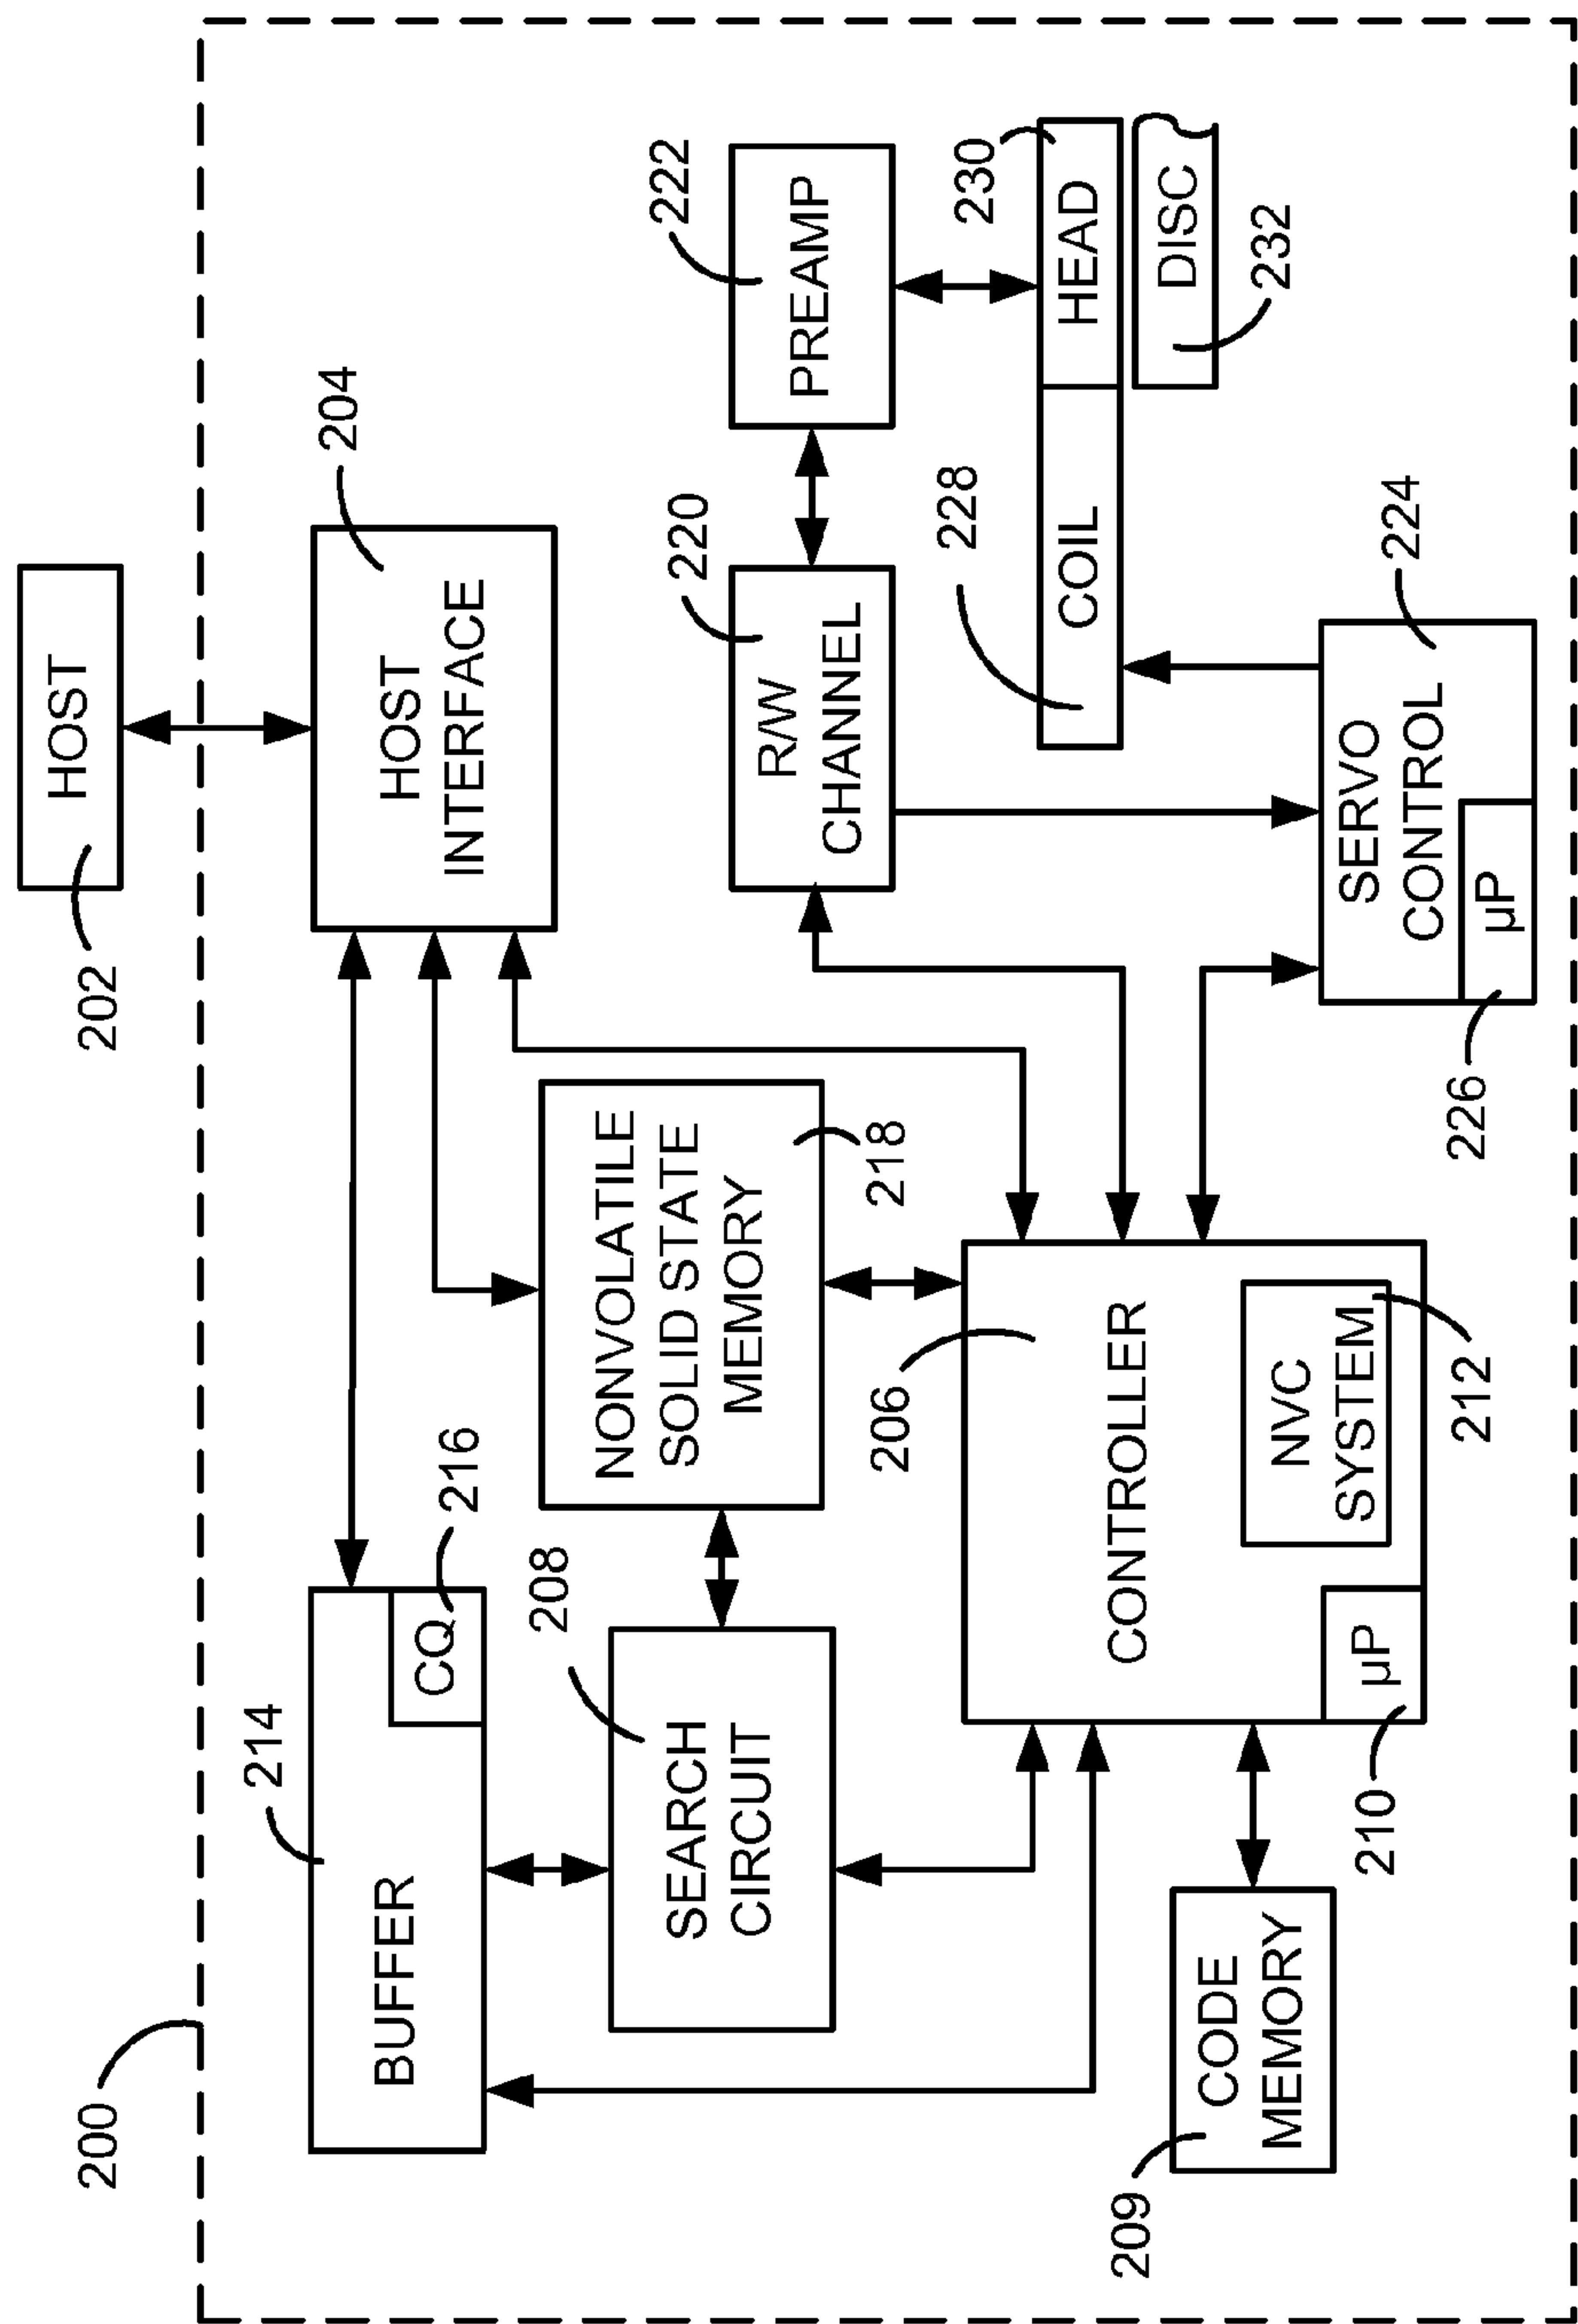 200
202
HOST
204
HOST
INTERFACE
214
BUFFER
CQ
216
208
SEARCH
CIRCUIT
NONVOLATILE
SOLID STATE
MEMORY
218
220
R/W
CHANNEL
222
PREAMP
206
CONTROLLER
NVC
SYSTEM
212
µP
210
209
CODE
MEMORY
228
COIL
HEAD
230
DISC
232
SERVO
CONTROL
224
µP
226